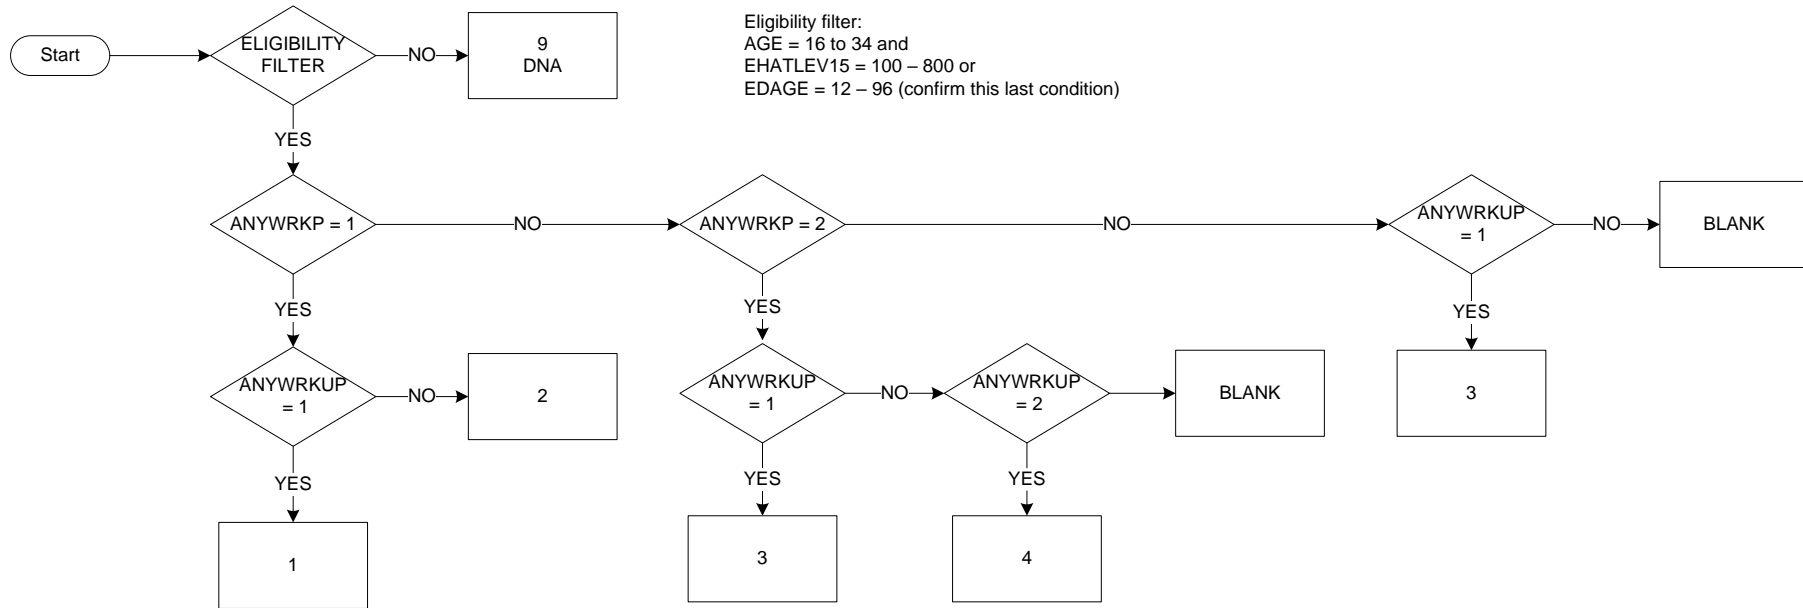 Eligibility filter:
AGE = 16 to 34 and
EHATLEV15 = 100 – 800 or
EDAGE = 12 – 96 (confirm this last condition)
Start
ELIGIBILITY
FILTER
NO
9
DNA
YES
ANYWRKP = 1
NO
ANYWRKP = 2
NO
ANYWRKUP
= 1
NO
BLANK
YES
YES
YES
ANYWRKUP
= 1
NO
2
ANYWRKUP
= 1
NO
ANYWRKUP
= 2
BLANK
3
YES
YES
YES
1
3
4